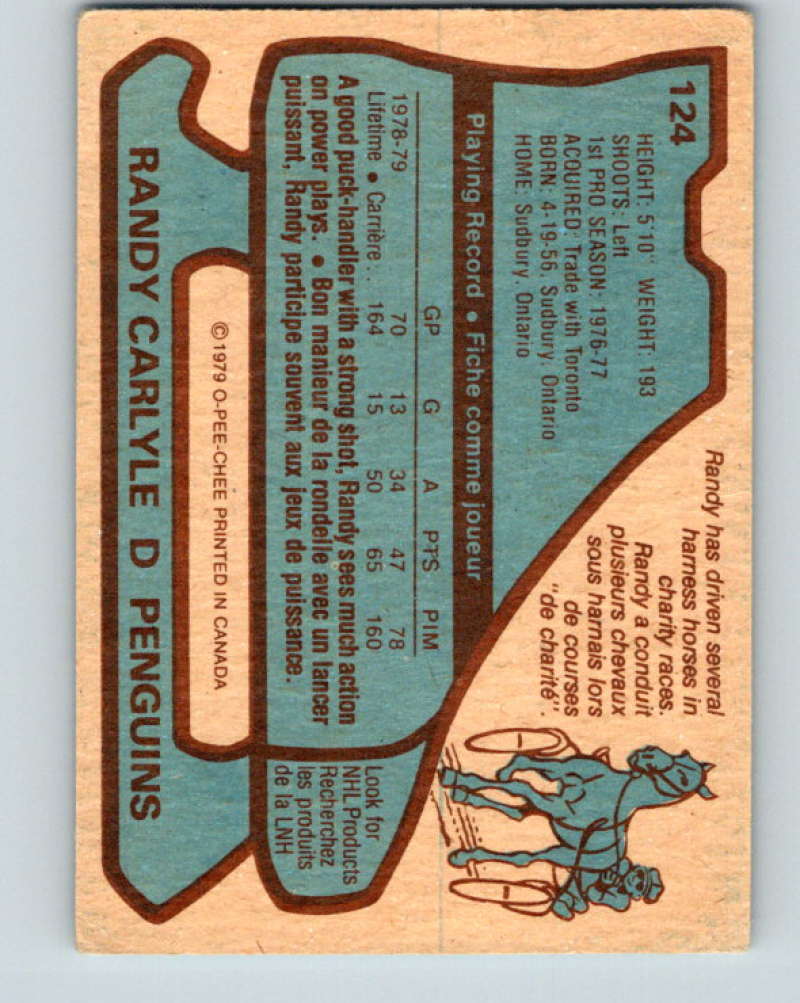 124
HEIGHT: 5'10" WEIGHT: 193
SHOOTS: Left
1st PRO SEASON: 1976-77
ACQUIRED: Trade with Toronto
BORN: 4-19-56, Sudbury, Ontario
HOME: Sudbury, Ontario
Randy has driven several
harness horses in
charity races.
Randy a conduit
plusieurs chevaux
sous harnais lors
de courses
"de charité".
Playing Record • Fiche comme joueur
GP G A PTS. PIM
1978-79 70 13 34 47 78
Lifetime • Carrière... 164 15 50 65 160
A good puck-handler with a strong shot, Randy sees much action
on power plays. • Bon manieur de la rondelle avec un lancer
puissant, Randy participe souvent aux jeux de puissance.
Look for
NHL Products
Recherchez
les produits
de la LNH
© 1979 O-PEE-CHEE PRINTED IN CANADA
RANDY CARLYLE D PENGUINS